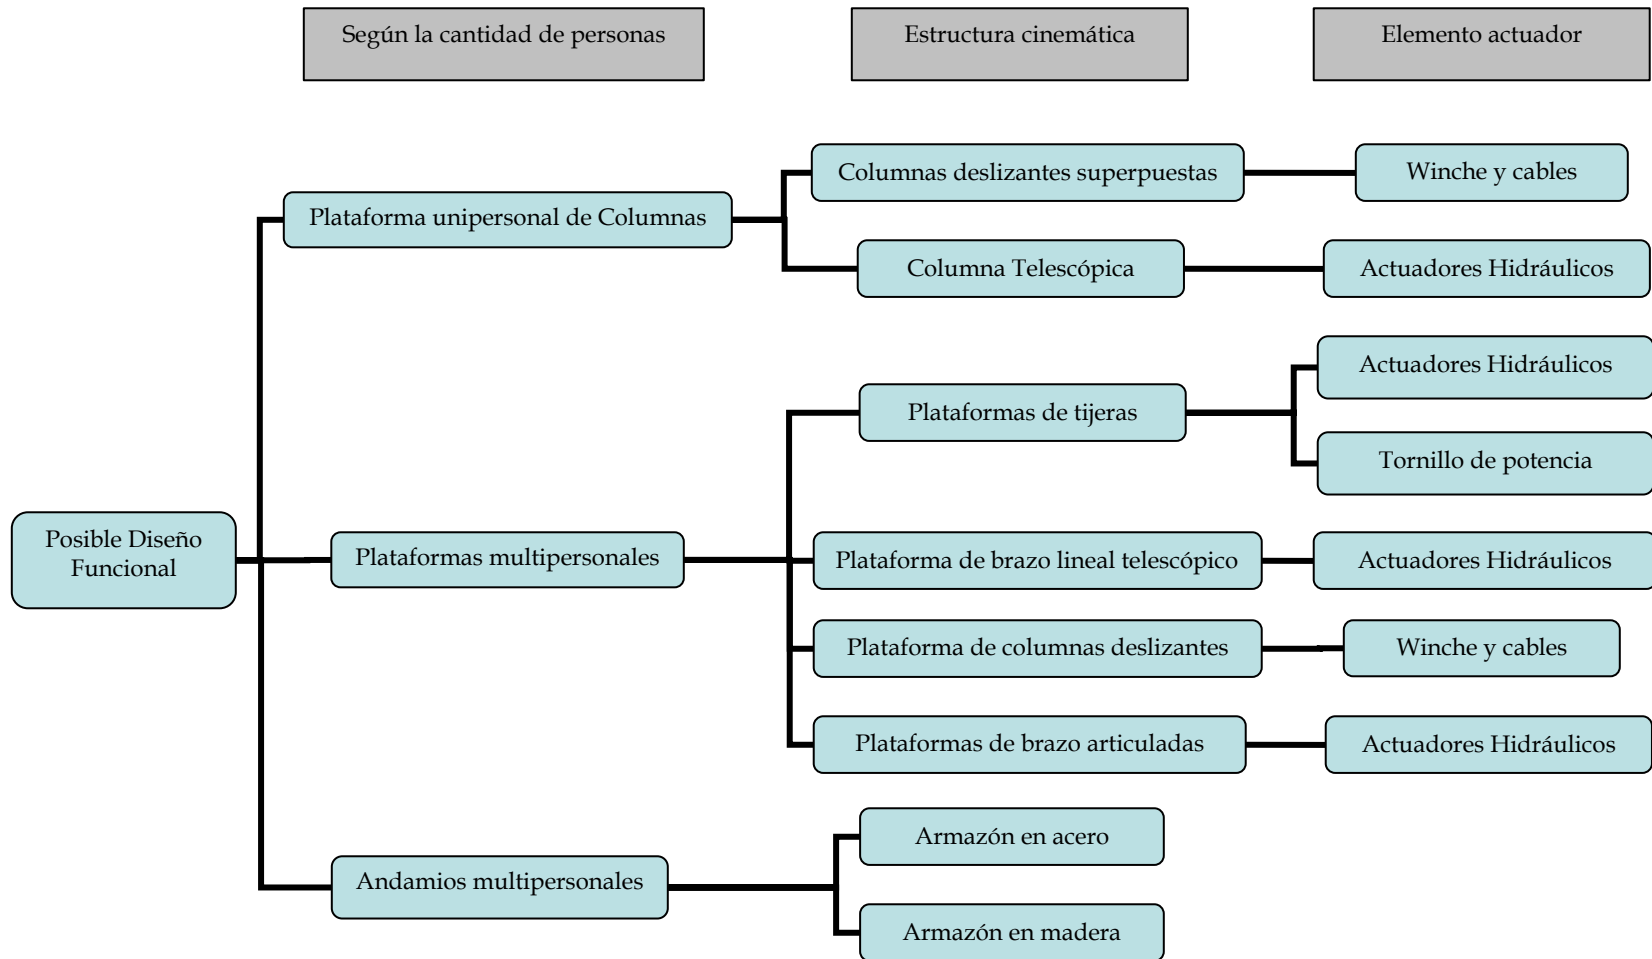 Según la cantidad de personas
Estructura cinemática
Elemento actuador
Columnas deslizantes superpuestas
Winche y cables
Plataforma unipersonal de Columnas
Columna Telescópica
Actuadores Hidráulicos
Actuadores Hidráulicos
Plataformas de tijeras
Tornillo de potencia
Posible Diseño
Funcional
Plataformas multipersonales
Plataforma de brazo lineal telescópico
Actuadores Hidráulicos
Plataforma de columnas deslizantes
Winche y cables
Plataformas de brazo articuladas
Actuadores Hidráulicos
Armazón en acero
Andamios multipersonales
Armazón en madera